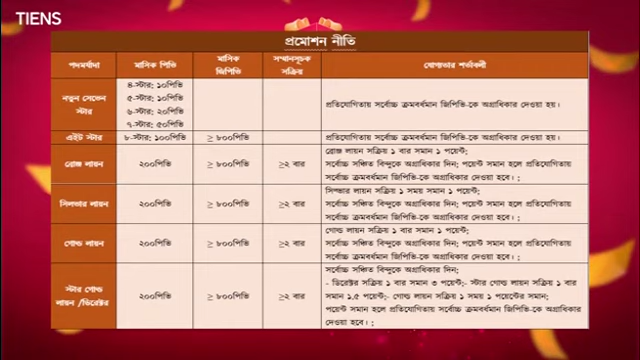 TIENS
প্রমোশন নীতি
পদমর্যাদা
মাসিক পিভি
মাসিক
জিপিভি
সম্মানসূচক
সক্রিয়
যোগ্যতার শর্তাবলী
নতুন সেভেন
স্টার
৪-স্টার: ১০পিভি
৫-স্টার: ১০পিভি
৬-স্টার: ২০পিভি
৭-স্টার: ৫০পিভি
প্রতিযোগিতায় সর্বোচ্চ ক্রমবর্ধমান জিপিভি-কে অগ্রাধিকার দেওয়া হয়।
এইট স্টার
৮-স্টার: ১০০পিভি
≥ ৮০০পিভি
প্রতিযোগিতায় সর্বোচ্চ ক্রমবর্ধমান জিপিভি-কে অগ্রাধিকার দেওয়া হয়।
রোঞ্জ লায়ন
২০০পিভি
≥ ৮০০পিভি
≥২ বার
রোঞ্জ লায়ন সক্রিয় ১ বার সমান ১ পয়েন্ট;
সর্বোচ্চ সঞ্চিত বিন্দুকে অগ্রাধিকার দিন; পয়েন্ট সমান হলে প্রতিযোগিতায়
সর্বোচ্চ ক্রমবর্ধমান জিপিভি-কে অগ্রাধিকার দেওয়া হবে। ;
সিলভার লায়ন
২০০পিভি
≥ ৮০০পিভি
≥২ বার
সিল্ভার লায়ন সক্রিয় ১ সময় সমান ১ পয়েন্ট;
সর্বোচ্চ সঞ্চিত বিন্দুকে অগ্রাধিকার দিন; পয়েন্ট সমান হলে প্রতিযোগিতায়
সর্বোচ্চ ক্রমবর্ধমান জিপিভি-কে অগ্রাধিকার দেওয়া হবে। ;
গোল্ড লায়ন
২০০পিভি
≥ ৮০০পিভি
≥২ বার
গোল্ড লায়ন সক্রিয় ১ বার সমান ১ পয়েন্ট;
সর্বোচ্চ সঞ্চিত বিন্দুকে অগ্রাধিকার দিন; পয়েন্ট সমান হলে প্রতিযোগিতায়
সর্বোচ্চ ক্রমবর্ধমান জিপিভি-কে অগ্রাধিকার দেওয়া হবে। ;
স্টার গোল্ড
লায়ন /ডিরেক্টর
২০০পিভি
≥ ৮০০পিভি
≥২ বার
সর্বোচ্চ সঞ্চিত বিন্দুকে অগ্রাধিকার দিন;
- ডিরেক্টর সক্রিয় ১ বার সমান ৩ পয়েন্ট;- স্টার গোল্ড লায়ন সক্রিয় ১ বার
সমান ১.৫ পয়েন্ট;- গোল্ড লায়ন সক্রিয় ১ সময় ১ পয়েন্টের সমান;
পয়েন্ট সমান হলে প্রতিযোগিতায় সর্বোচ্চ ক্রমবর্ধমান জিপিভি-কে অগ্রাধিকার
দেওয়া হবে। ;